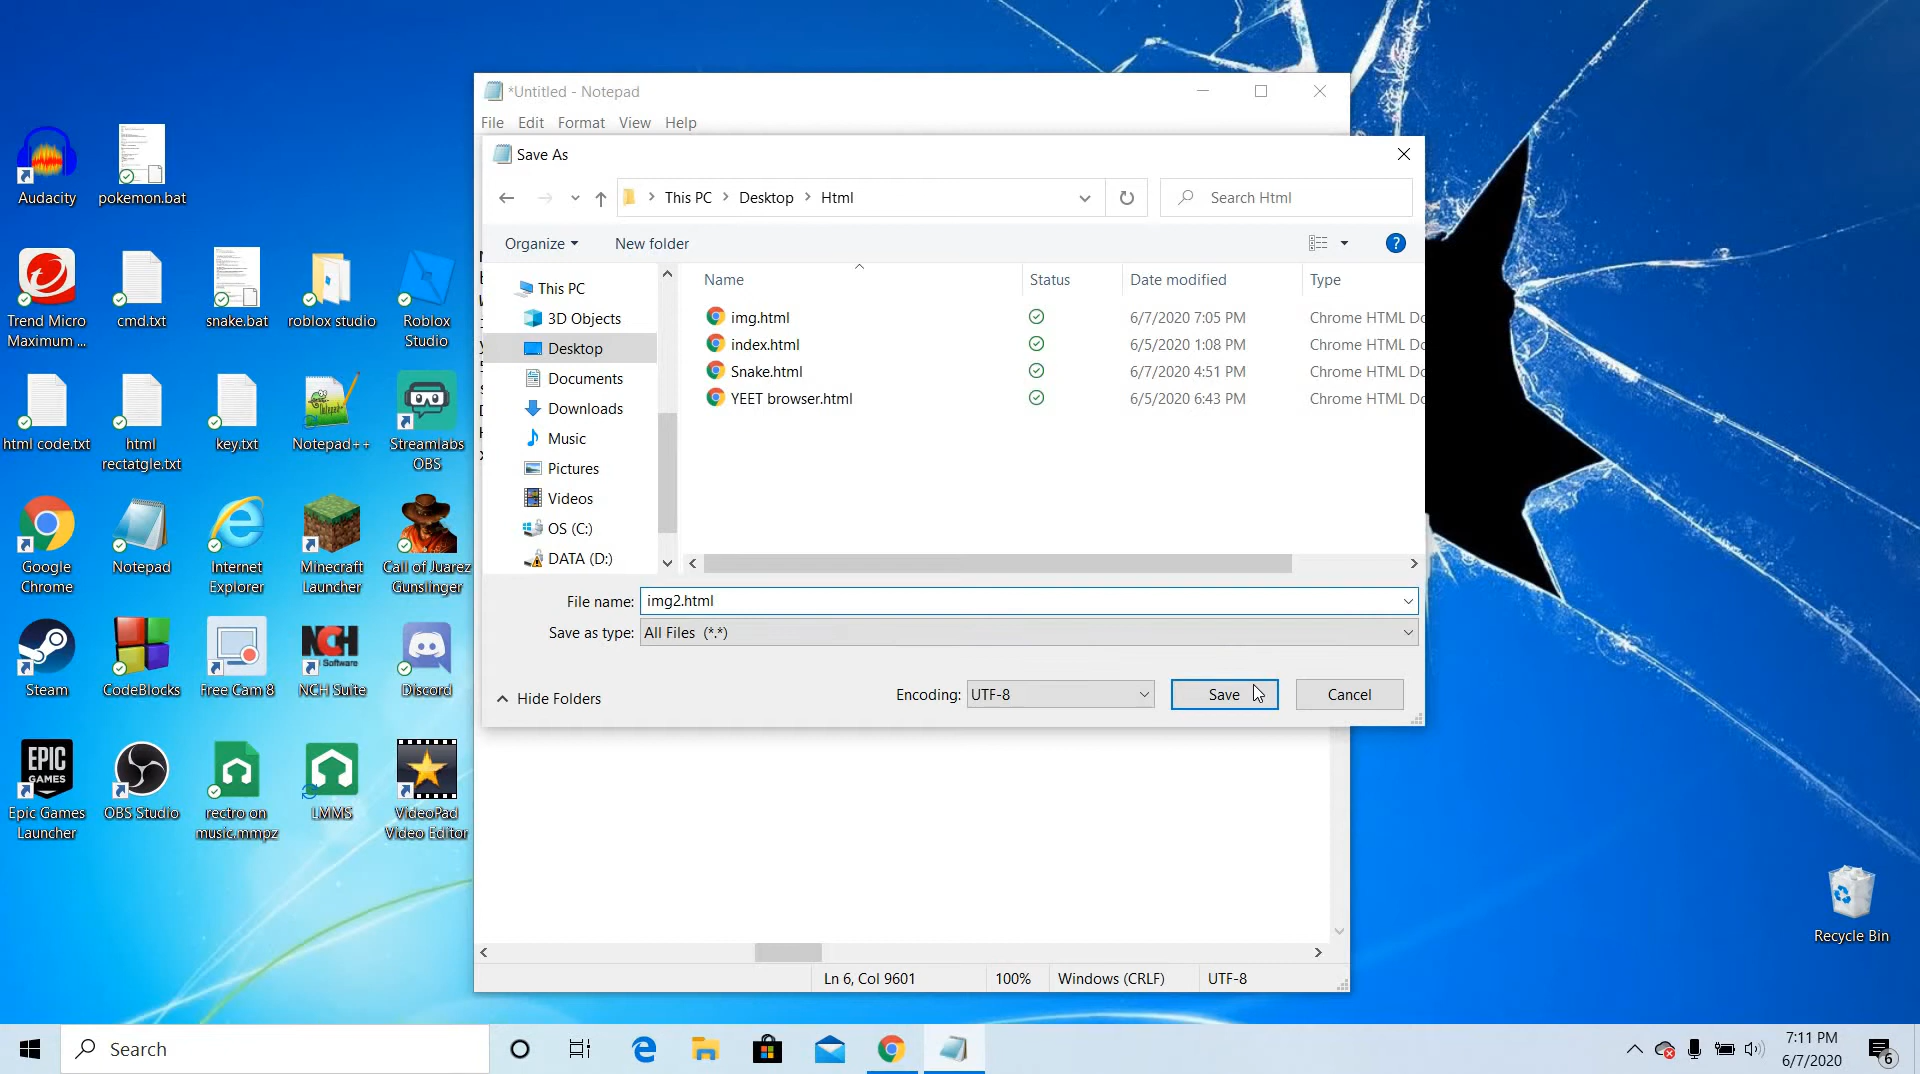 *Untitled - Notepad
File Edit Format View Help
Save As
This PC Desktop Html
Search Html
Organize
New folder
This PC
3D Objects
Desktop
Documents
Downloads
Music
Pictures
Videos
OS (C:)
DATA (D:)
Name Status Date modified Type
img.html 6/7/2020 7:05 PM Chrome HTML Do
index.html 6/5/2020 1:08 PM Chrome HTML Do
Snake.html 6/7/2020 4:51 PM Chrome HTML Do
YEET browser.html 6/5/2020 6:43 PM Chrome HTML Do
File name: img2.html
Save as type: All Files (*.*)
Hide Folders
Encoding: UTF-8
Save
Cancel
Ln 6, Col 9601 100% Windows (CRLF) UTF-8
Audacity
pokemon.bat
Trend Micro
Maximum ...
cmd.txt
snake.bat
roblox studio
Roblox
Studio
html code.txt
html
rectatgle.txt
key.txt
Notepad++
Streamlabs
OBS
Google
Chrome
Notepad
Internet
Explorer
Minecraft
Launcher
Call of Juarez
Gunslinger
Steam
CodeBlocks
Free Cam 8
NCH
Software
NCH Suite
Discord
EPIC
GAMES
Epic Games
Launcher
OBS Studio
rectro on
music.mmpz
LMMS
VideoPad
Video Editor
Recycle Bin
Search
7:11 PM
6/7/2020
6